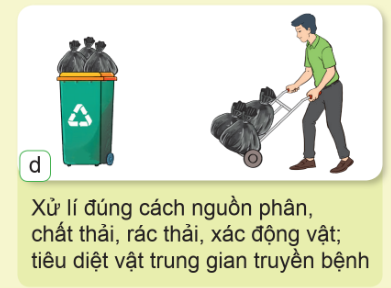 d
Xử lí đúng cách nguồn phân,
chất thải, rác thải, xác động vật;
tiêu diệt vật trung gian truyền bệnh